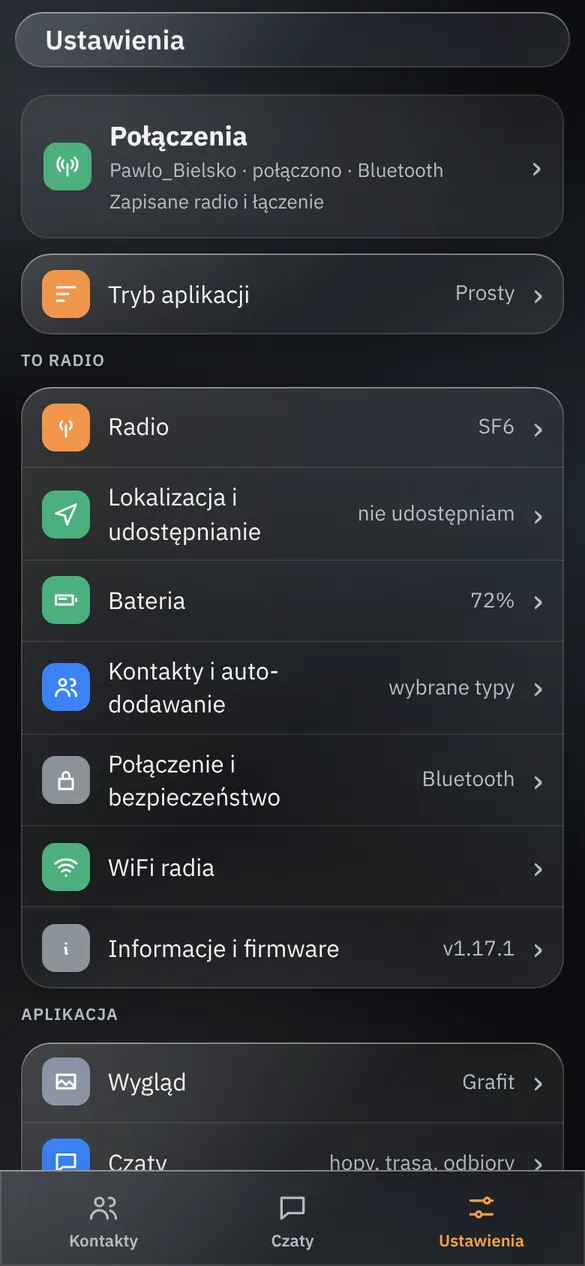 Ustawienia
Połączenia
Pawlo_Bielsko · połączono · Bluetooth
Zapisane radio i łączenie
Tryb aplikacji
Prosty
TO RADIO
Radio
SF6
Lokalizacja i
udostępnianie
nie udostępniam
Bateria
72%
Kontakty i auto-
dodawanie
wybrane typy
Połączenie i
bezpieczeństwo
Bluetooth
WiFi radia
Informacje i firmware
v1.17.1
APLIKACJA
Wygląd
Grafit
Czaty
hopy, trasa, odbiory
Kontakty
Czaty
Ustawienia